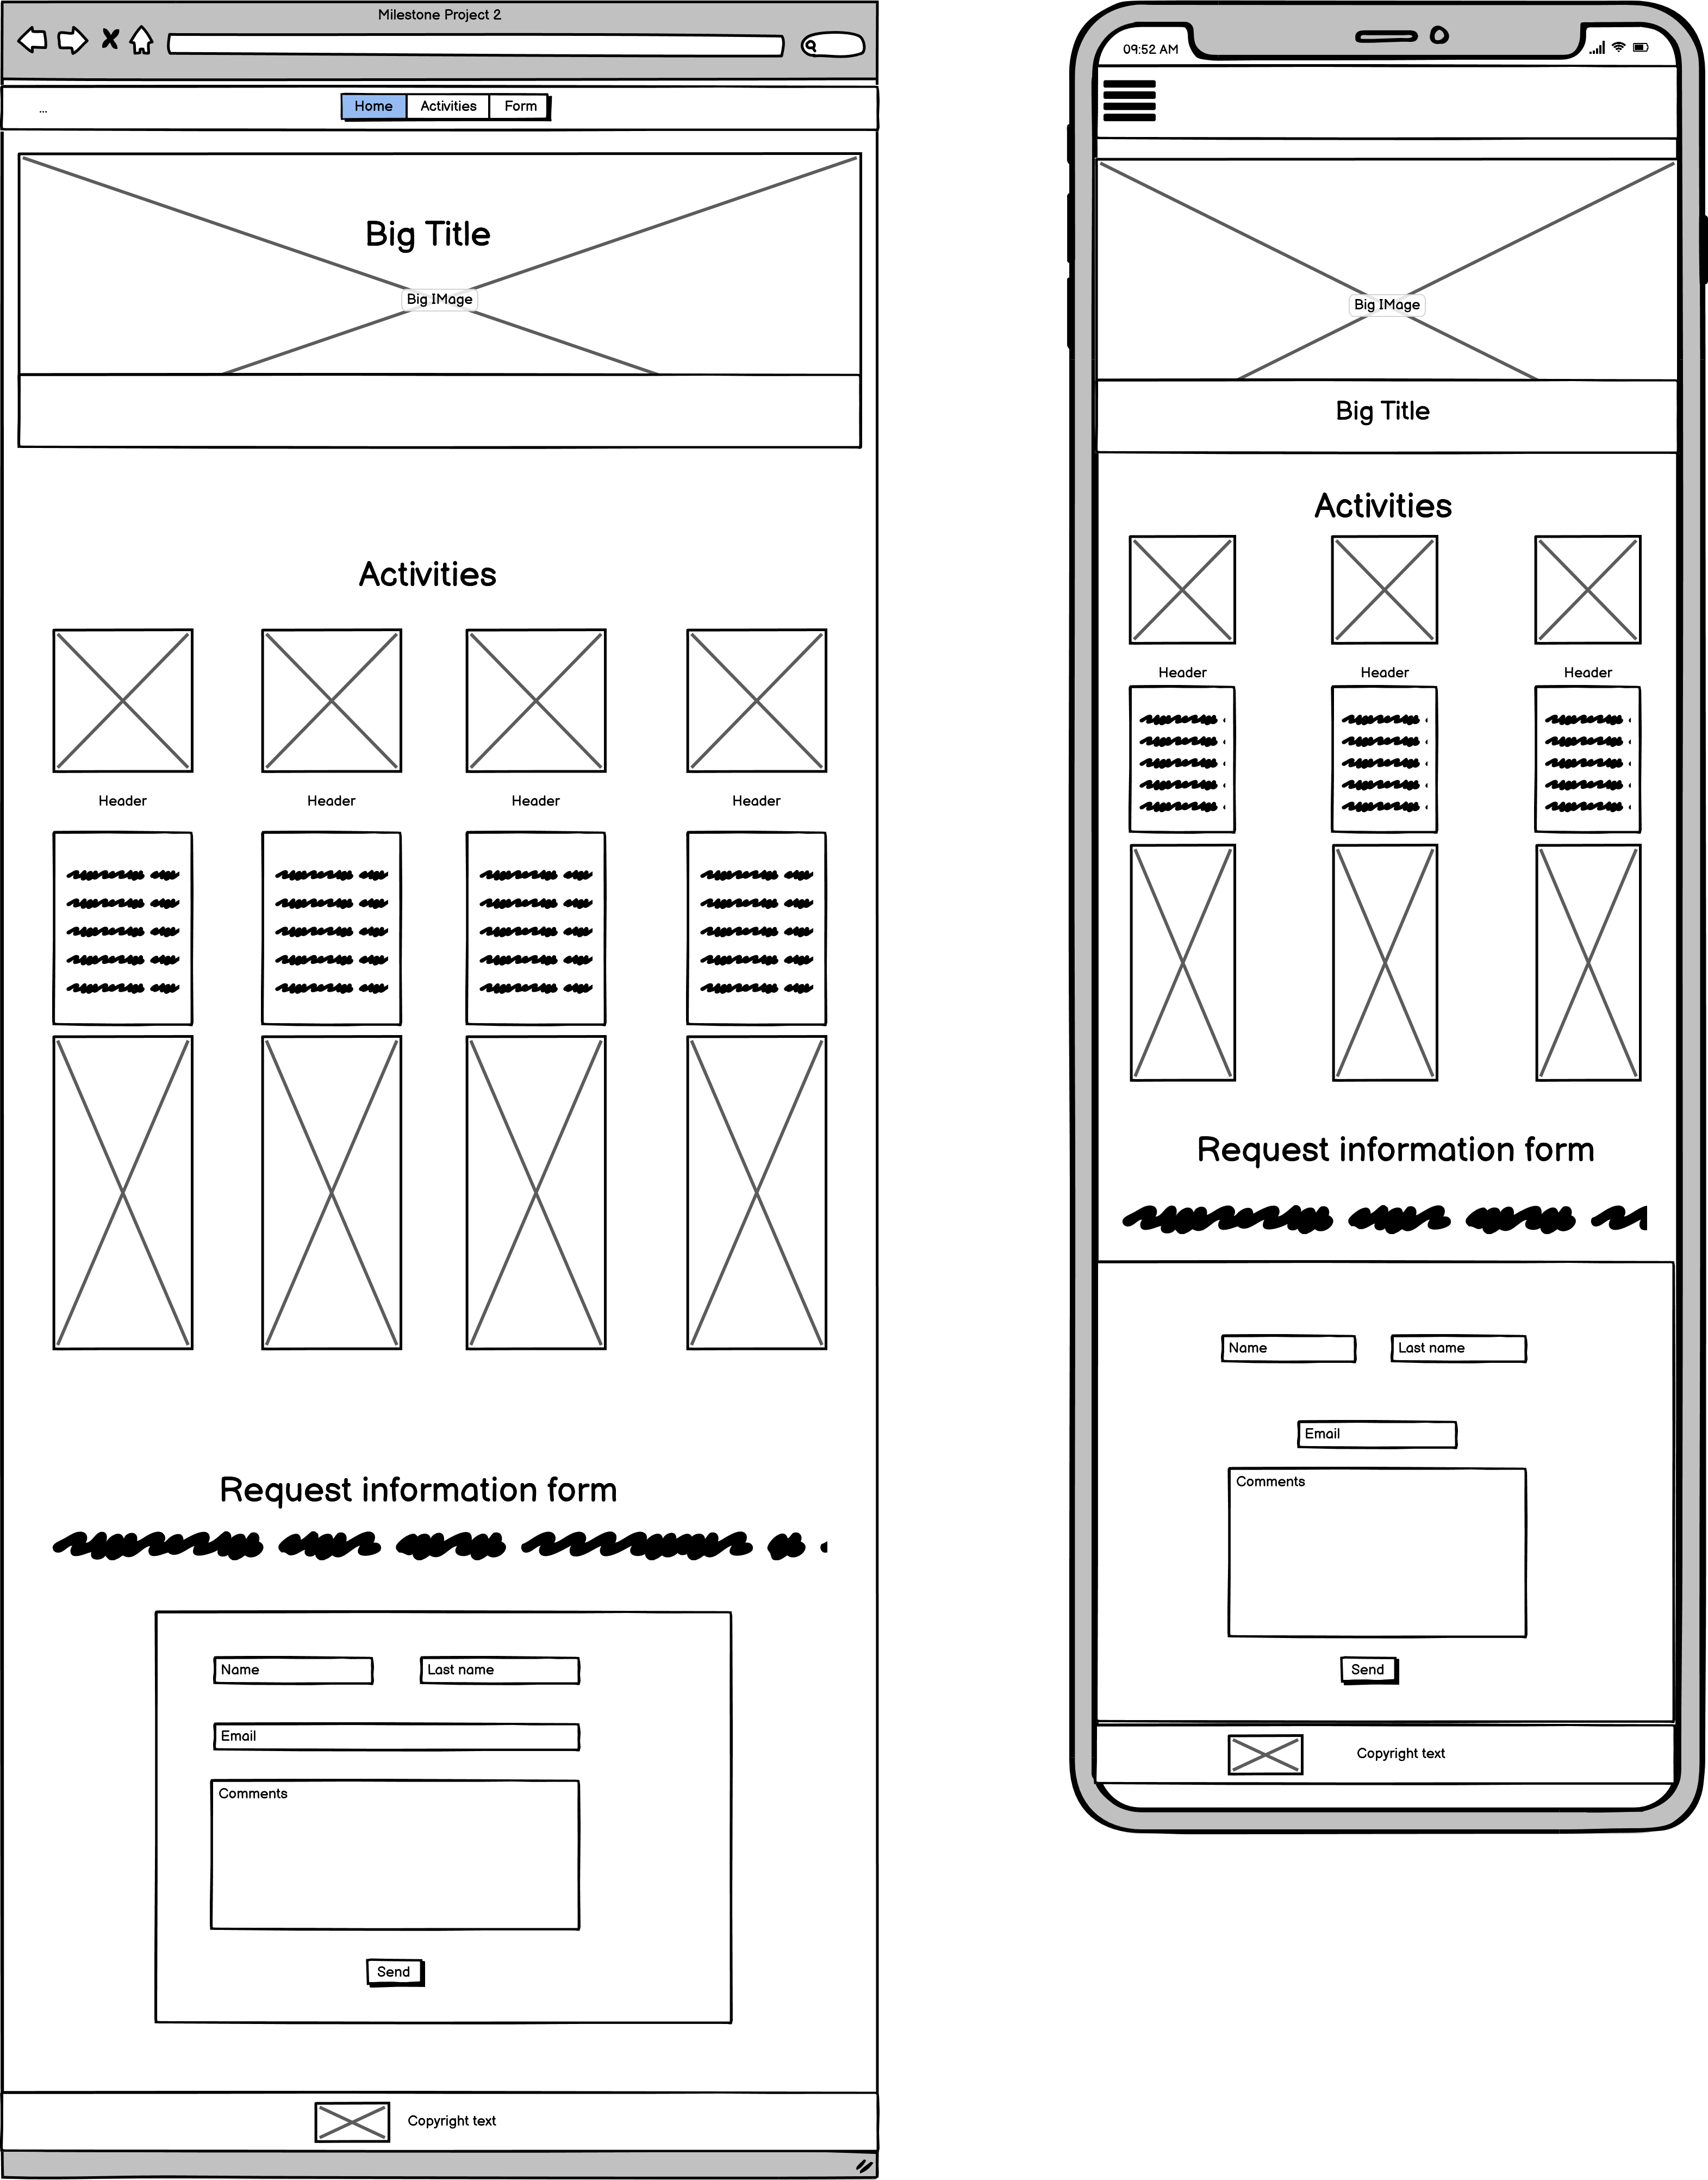 Milestone Project 2
...
Home Activities Form
Big Title
Big IMage
Activities
Header Header Header Header
Request information form
Name Last name
Email
Comments
Send
Copyright text
09:52 AM
Big IMage
Big Title
Activities
Header Header Header
Request information form
Name Last name
Email
Comments
Send
Copyright text